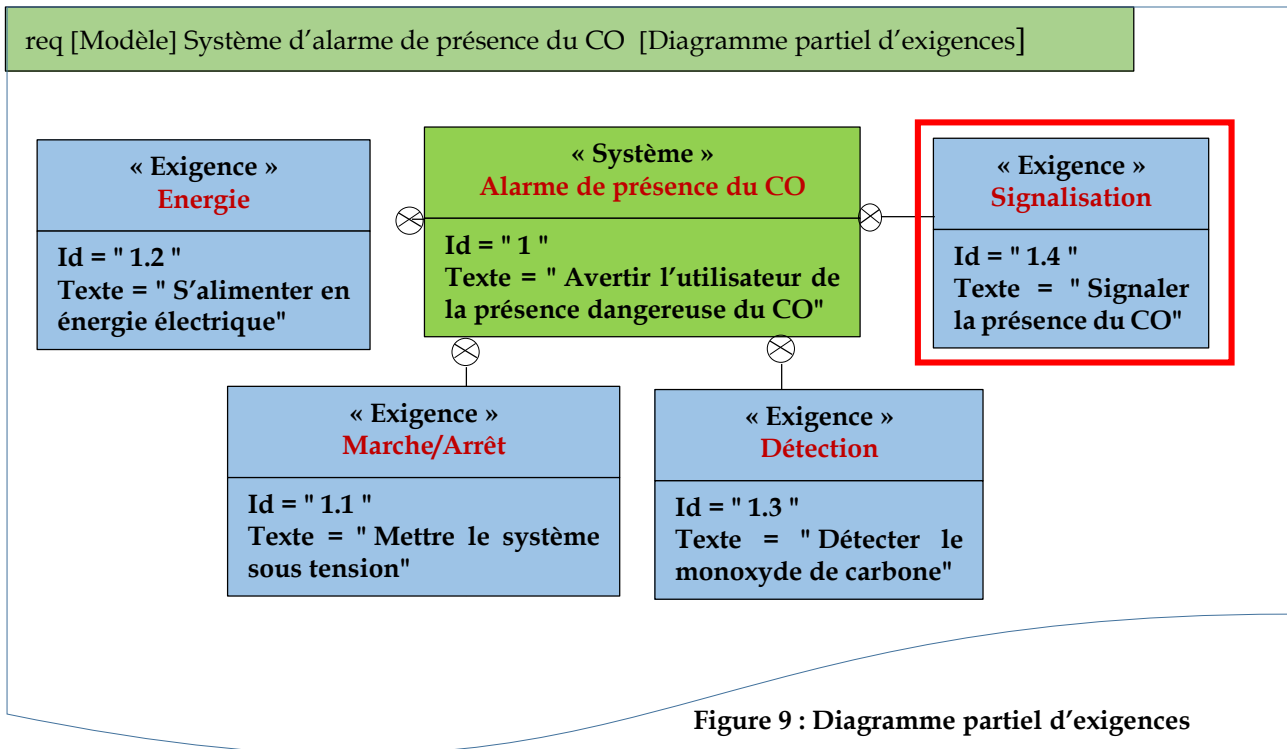 req [Modèle] Système d’alarme de présence du CO  [Diagramme partiel d’exigences]
« Exigence »
Energie
Id = " 1.2 "
Texte = " S’alimenter en
énergie électrique"
« Système »
Alarme de présence du CO
Id = " 1 "
Texte = " Avertir l’utilisateur de
la présence dangereuse du CO"
« Exigence »
Signalisation
Id = " 1.4 "
Texte = " Signaler
la présence du CO"
« Exigence »
Marche/Arrêt
Id = " 1.1 "
Texte = " Mettre le système
sous tension"
« Exigence »
Détection
Id = " 1.3 "
Texte = " Détecter le
monoxyde de carbone"
Figure 9 : Diagramme partiel d’exigences